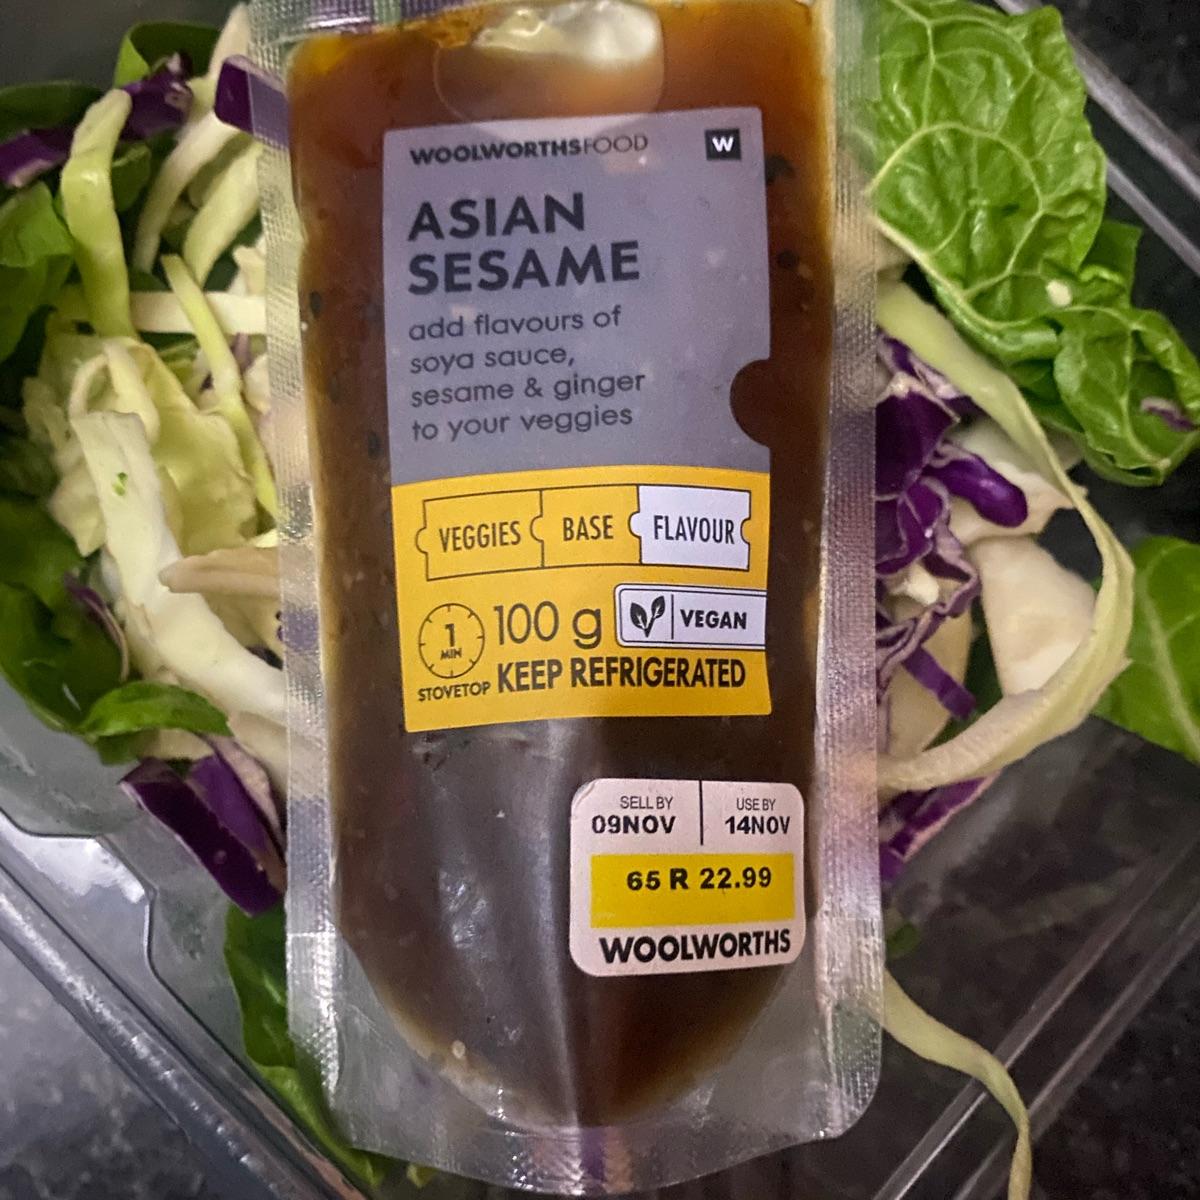 WOOLWORTHSFOOD W
ASIAN
SESAME
add flavours of
soya sauce,
sesame & ginger
to your veggies
VEGGIES BASE FLAVOUR
1
MIN
STOVETOP
100 g
VEGAN
KEEP REFRIGERATED
SELL BY USE BY
09NOV 14NOV
65 R 22.99
WOOLWORTHS